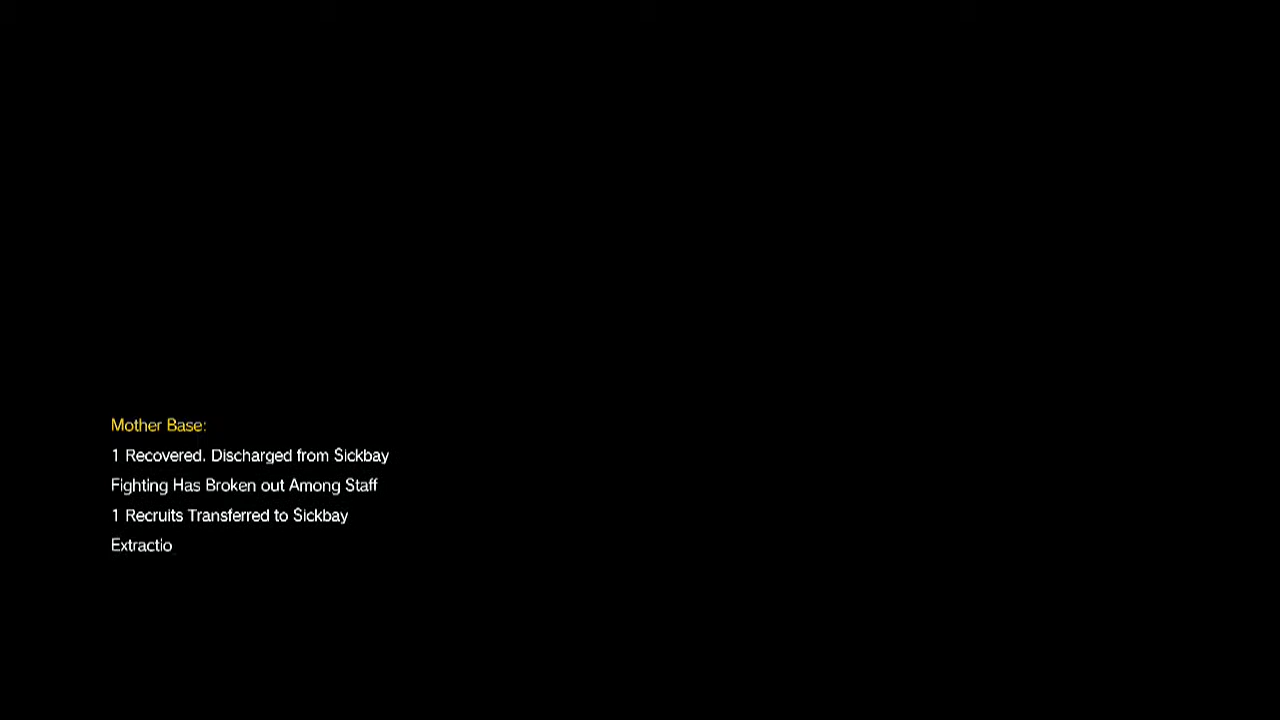 Mother Base:
1 Recovered. Discharged from Sickbay
Fighting Has Broken out Among Staff
1 Recruits Transferred to Sickbay
Extractio